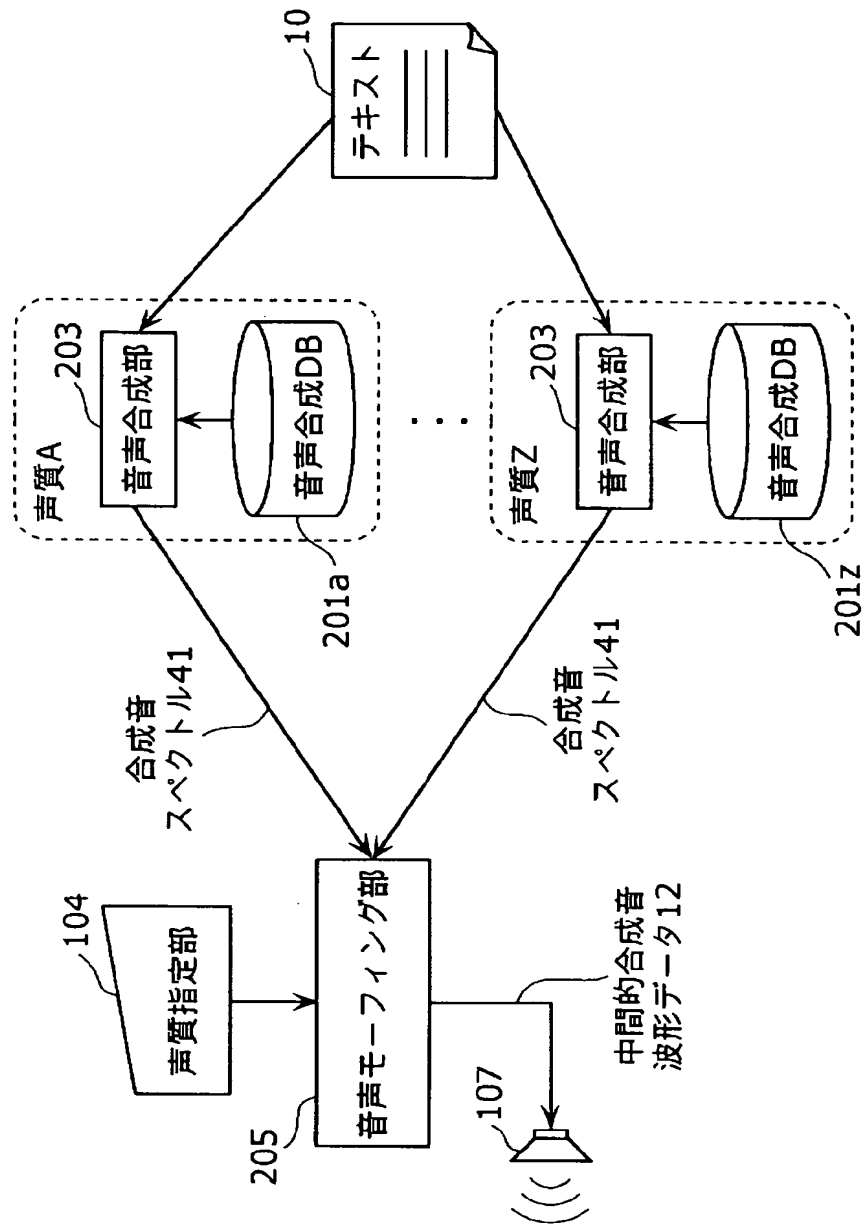 104
声質指定部
205
音声モーフィング部
107
中間的合成音
波形データ12
合成音
スペクトル41
合成音
スペクトル41
声質A
203
音声合成部
音声合成DB
201a
・・・・
声質Z
203
音声合成部
音声合成DB
201z
10
テキスト